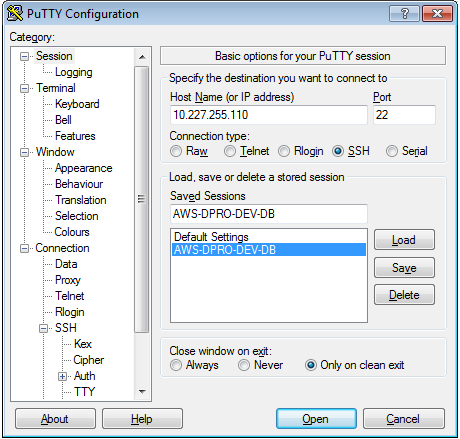 PuTTY Configuration
Category:
Session
Logging
Terminal
Keyboard
Bell
Features
Window
Appearance
Behaviour
Translation
Selection
Colours
Connection
Data
Proxy
Telnet
Rlogin
SSH
Kex
Cipher
Auth
TTY
Basic options for your PuTTY session
Specify the destination you want to connect to
Host Name (or IP address) Port
10.227.255.110 22
Connection type:
Raw Telnet Rlogin SSH Serial
Load, save or delete a stored session
Saved Sessions
AWS-DPRO-DEV-DB
Default Settings
AWS-DPRO-DEV-DB
Load
Save
Delete
Close window on exit:
Always Never Only on clean exit
About Help Open Cancel